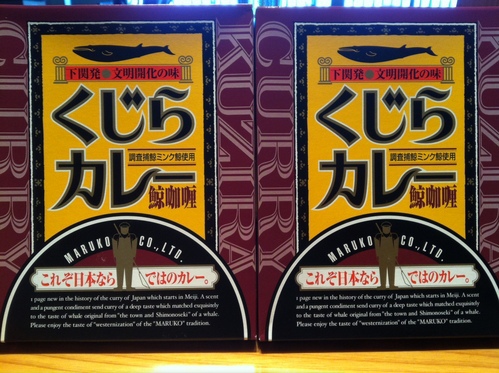 下関発●文明開化の味
くじら
調査捕鯨ミンク鯨使用
カレー
鯨咖喱
CURRY
KUZIRA
MARUKO CO.,LTD.
これぞ日本なら
ではのカレー。
1 page new in the history of the curry of Japan which starts in Meiji. A scent
and a pungent condiment send curry of a deep taste which matched exquisitely
to the taste of whale original from "the town and Shimonoseki" of a whale.
Please enjoy the taste of "westernization" of the "MARUKO" tradition.
下関発●文明開化の味
くじら
調査捕鯨ミンク鯨使用
カレー
鯨咖喱
CURRY
KUZIRA
MARUKO CO.,LTD.
これぞ日本なら
ではのカレー。
1 page new in the history of the curry of Japan which starts in Meiji. A scent
and a pungent condiment send curry of a deep taste which matched exquisitely
to the taste of whale original from "the town and Shimonoseki" of a whale.
Please enjoy the taste of "westernization" of the "MARUKO" tradition.